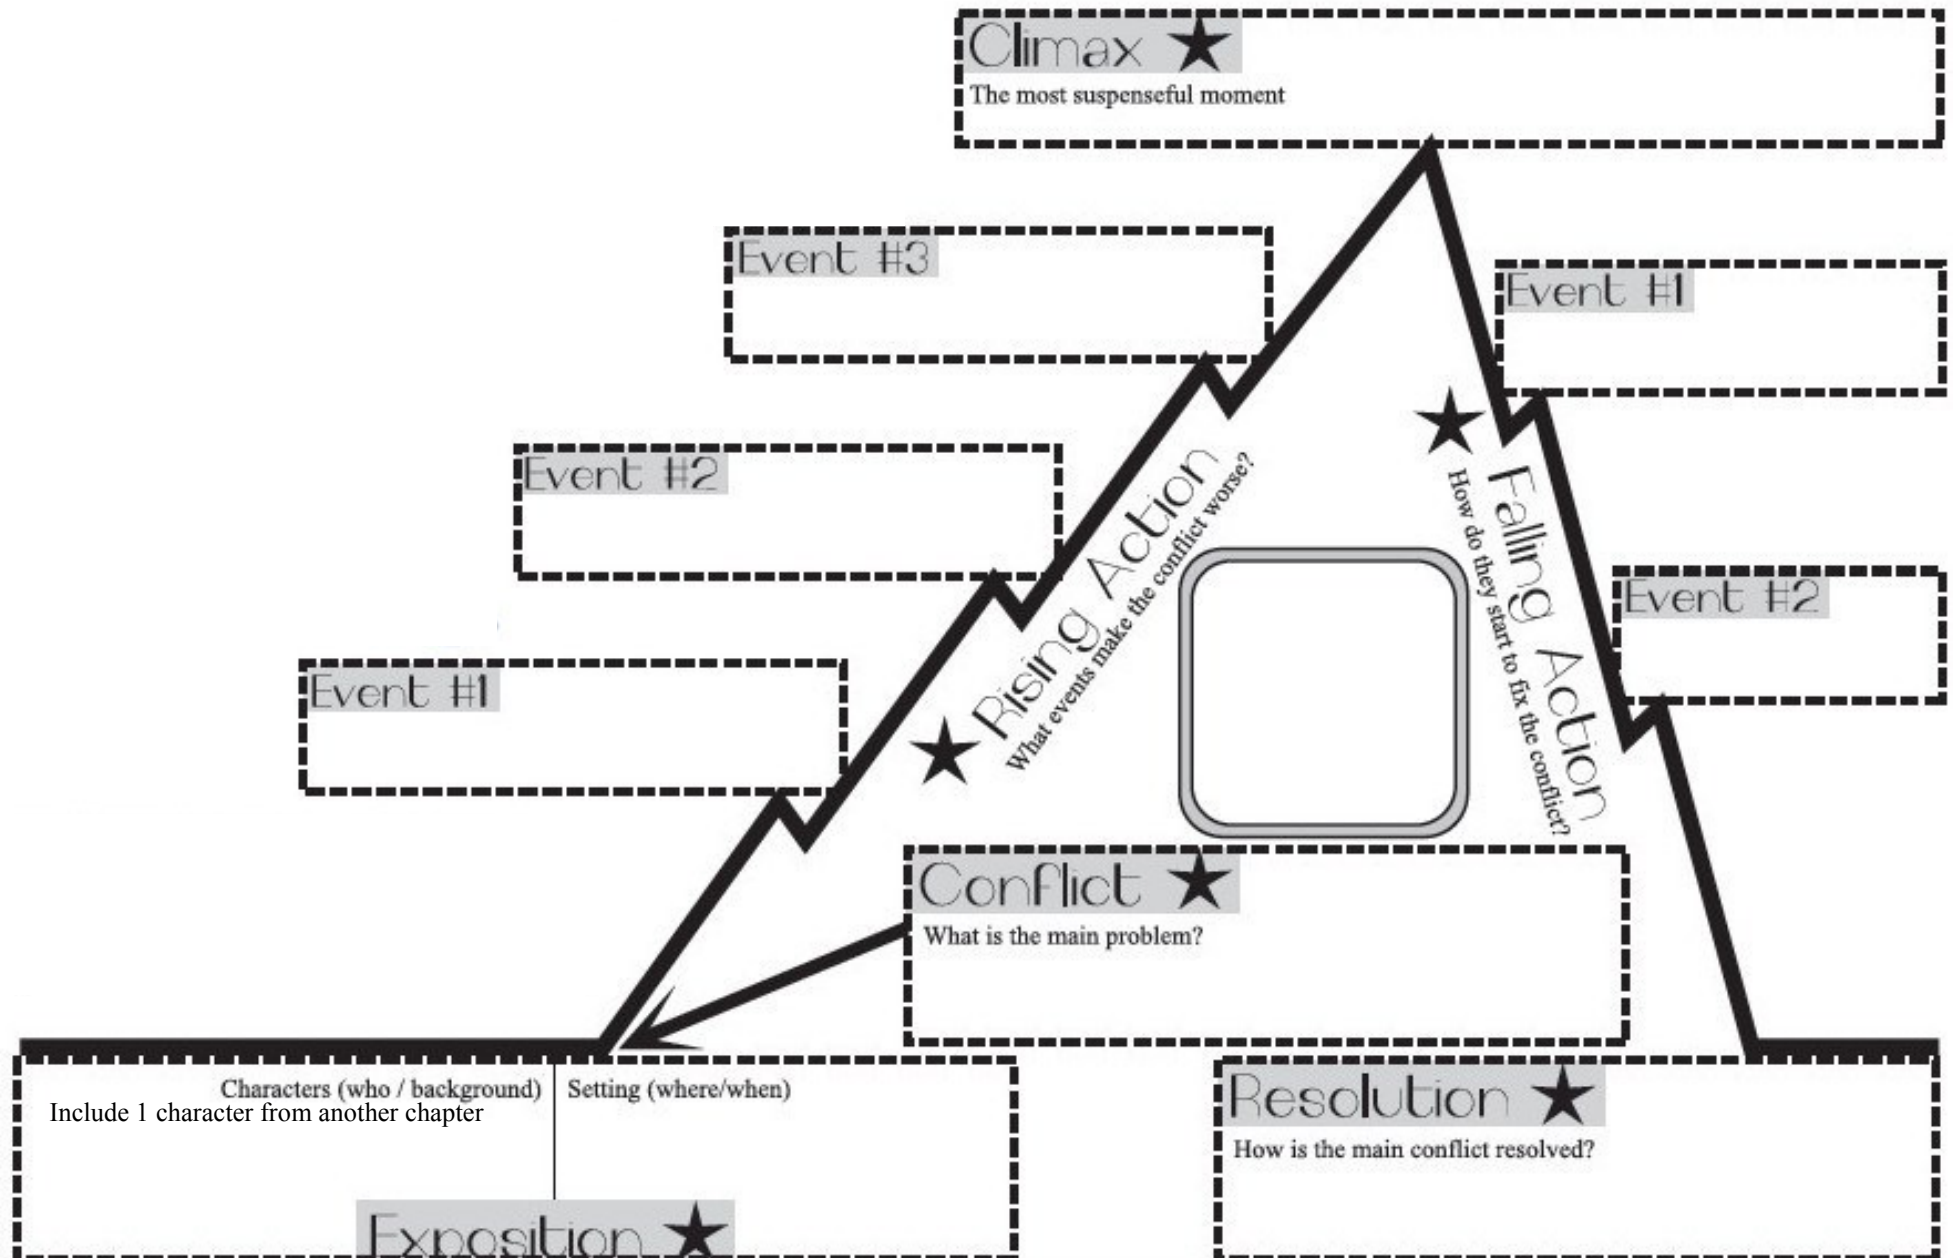 Climax
The most suspenseful moment
Event #3
Event #1
Event #2
Rising Action
What events make the conflict worse?
Falling Action
How do they start to fix the conflict?
Event #2
Event #1
Conflict
What is the main problem?
Characters (who / background)
Include 1 character from another chapter
Setting (where/when)
Exposition
Resolution
How is the main conflict resolved?